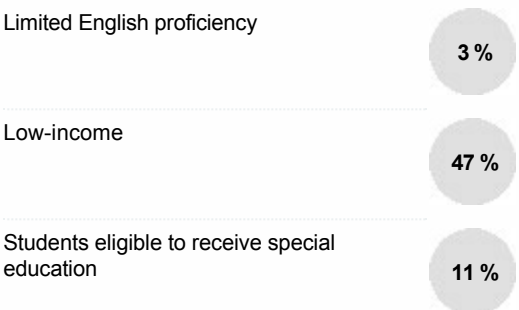 Limited English proficiency
3 %
Low-income
47 %
Students eligible to receive special
education
11 %